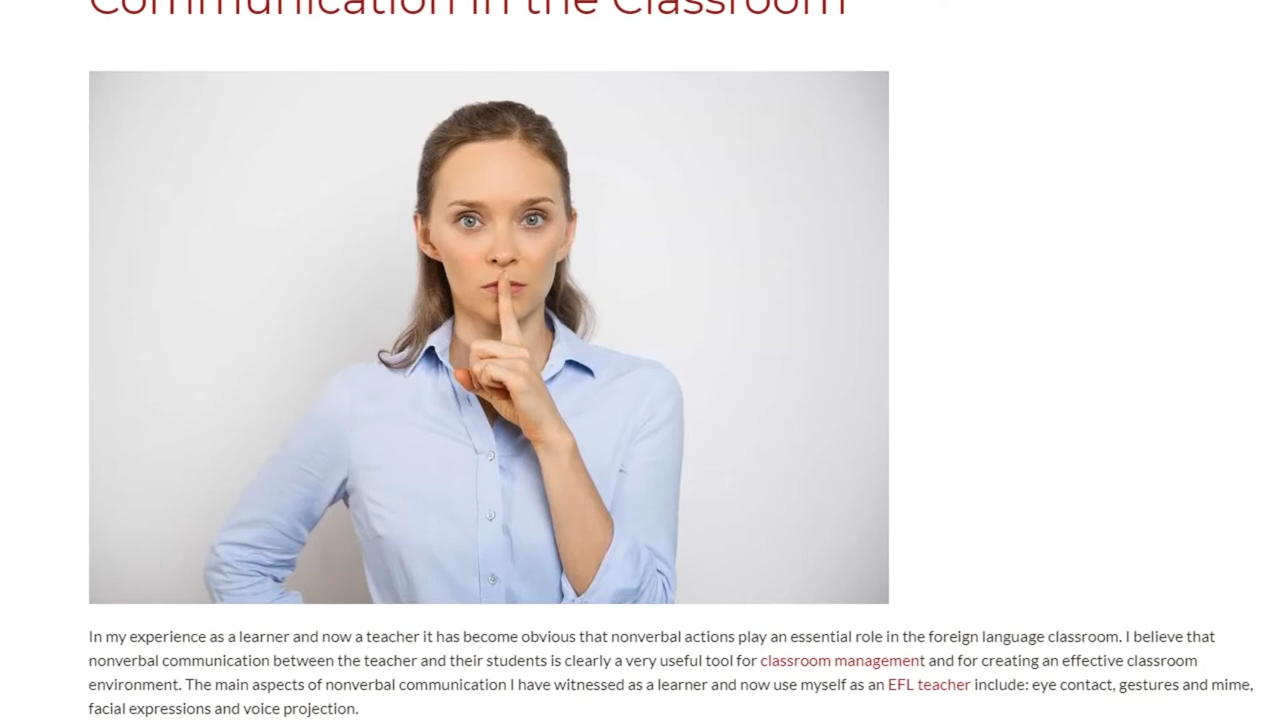 Communication in the Classroom
In my experience as a learner and now a teacher it has become obvious that nonverbal actions play an essential role in the foreign language classroom. I believe that
nonverbal communication between the teacher and their students is clearly a very useful tool for classroom management and for creating an effective classroom
environment. The main aspects of nonverbal communication I have witnessed as a learner and now use myself as an EFL teacher include: eye contact, gestures and mime,
facial expressions and voice projection.